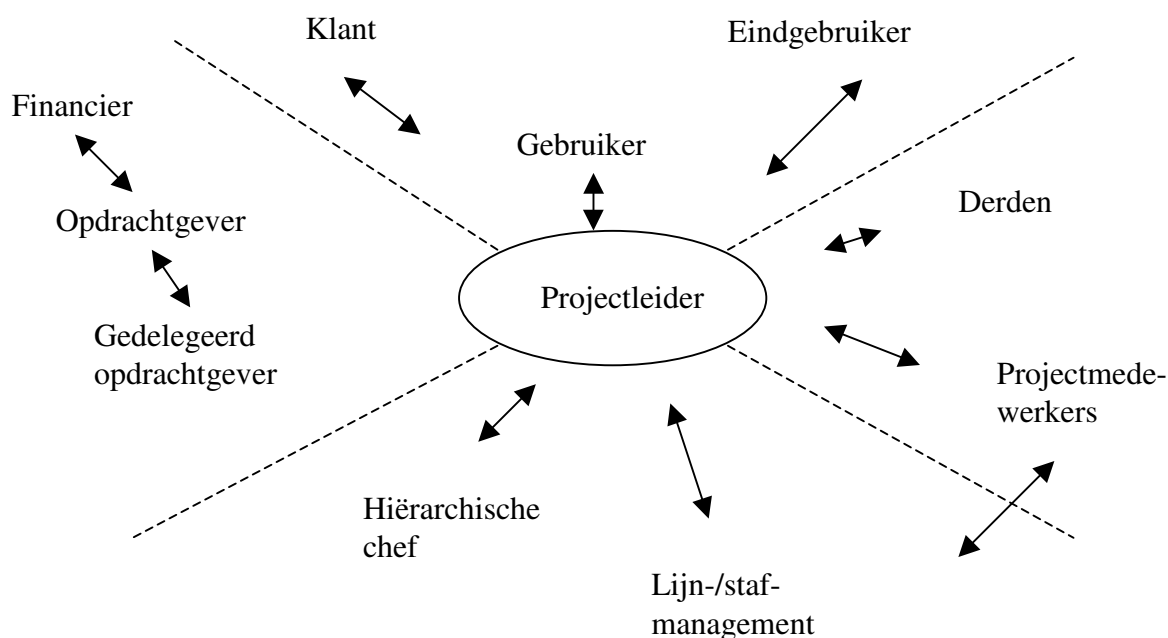 Klant
Eindgebruiker
Financier
Gebruiker
Derden
Opdrachtgever
Projectleider
Gedelegeerd
opdrachtgever
Projectmede-
werkers
Hiërarchische
chef
Lijn-/staf-
management